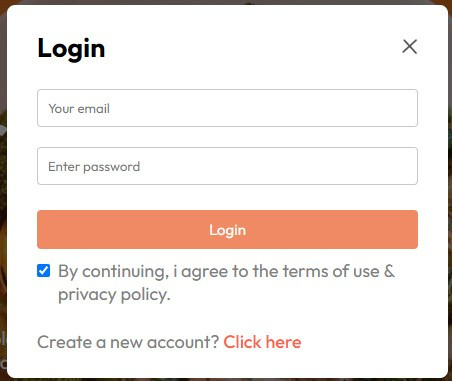 Login
Your email
Enter password
Login
By continuing, i agree to the terms of use &
privacy policy.
Create a new account? Click here